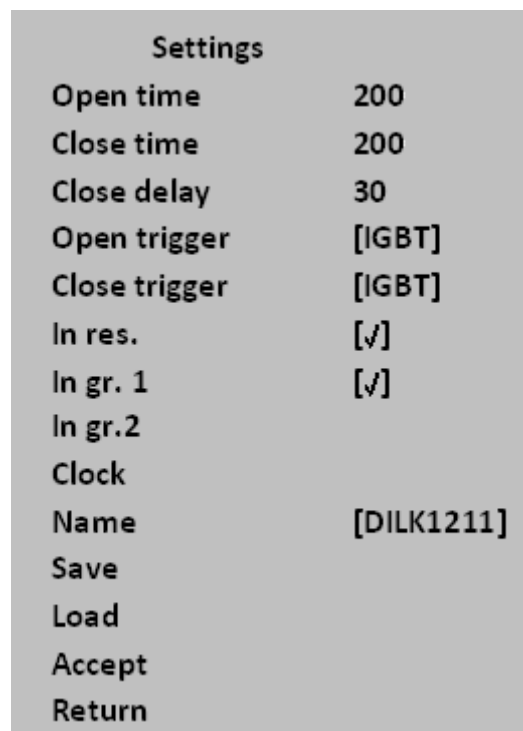 Settings
Open time 200
Close time 200
Close delay 30
Open trigger [IGBT]
Close trigger [IGBT]
In res. [√]
In gr. 1 [√]
In gr.2
Clock
Name [DILK1211]
Save
Load
Accept
Return